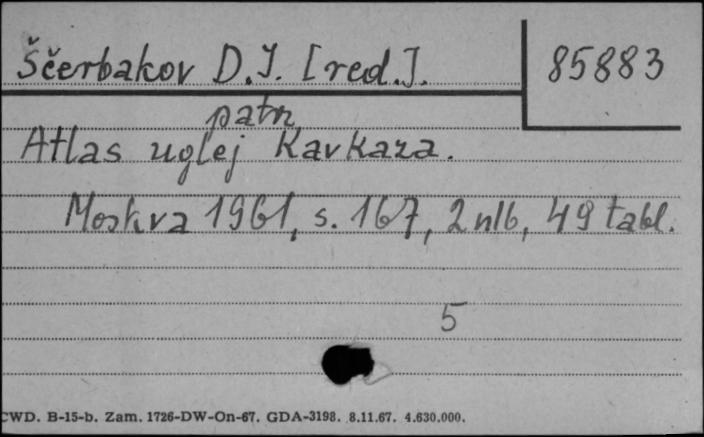 Ščerbakov D.I. [red.].
85883
patrz
Atlas uglej Kavkaza.
Moskva 1961, s. 167, 2 nlb, 49 tabl.
5
CWD. B-15-b. Zam. 1726-DW-On-67. GDA-3198. 8.11.67. 4.630.000.